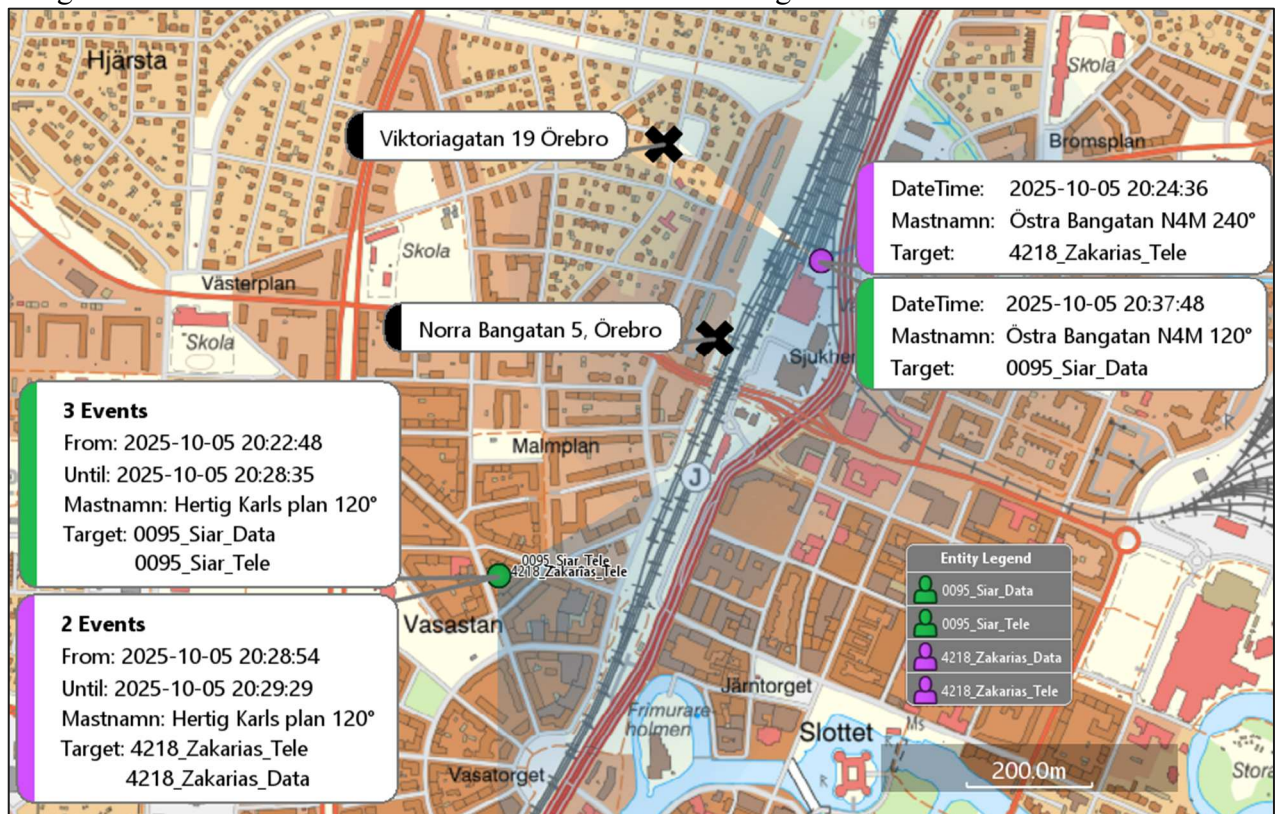 Hjärsta
Skola
Bromsplan
Viktoriagatan 19 Örebro
DateTime: 2025-10-05 20:24:36
Mastnamn: Östra Bangatan N4M 240°
Target: 4218_Zakarias_Tele
Skola
Västerplan
DateTime: 2025-10-05 20:37:48
Mastnamn: Östra Bangatan N4M 120°
Target: 0095_Siar_Data
Norra Bangatan 5, Örebro
Skola
3 Events
From: 2025-10-05 20:22:48
Until: 2025-10-05 20:28:35
Mastnamn: Hertig Karls plan 120°
Target: 0095_Siar_Data
0095_Siar_Tele
Malmplan
J
0095_Siar_Tele
4218_Zakarias_Tele
Entity Legend
0095_Siar_Data
0095_Siar_Tele
4218_Zakarias_Data
4218_Zakarias_Tele
2 Events
From: 2025-10-05 20:28:54
Until: 2025-10-05 20:29:29
Mastnamn: Hertig Karls plan 120°
Target: 4218_Zakarias_Tele
4218_Zakarias_Data
Vasastan
Järntorget
Frimurare-
holmen
Slottet
Ms
R
200.0m
Vasatorget
Stora